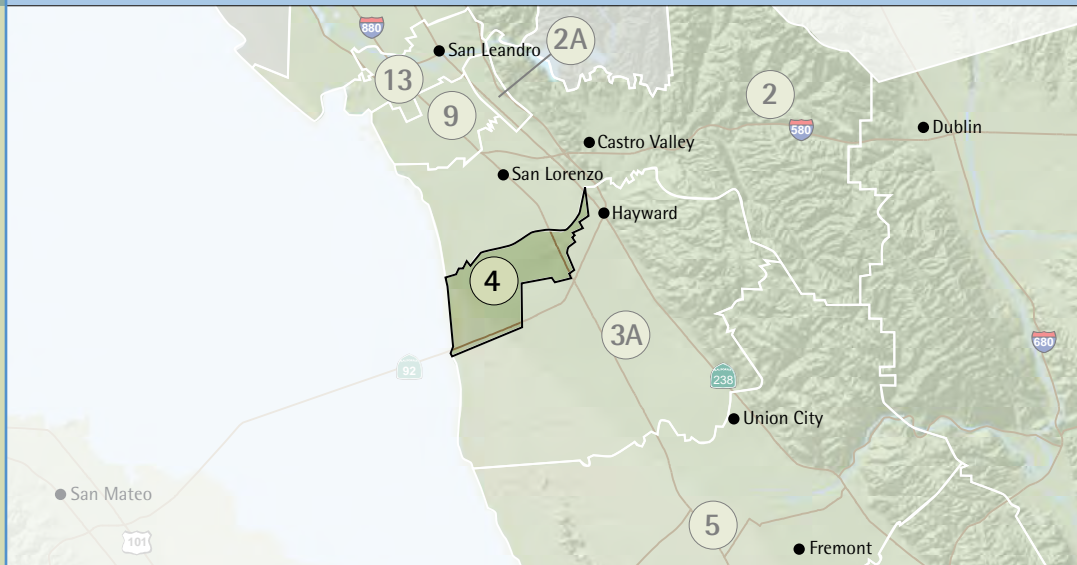 880
San Leandro
2A
13
2
9
580
Dublin
Castro Valley
San Lorenzo
Hayward
4
3A
680
92
238
Union City
San Mateo
101
5
Fremont